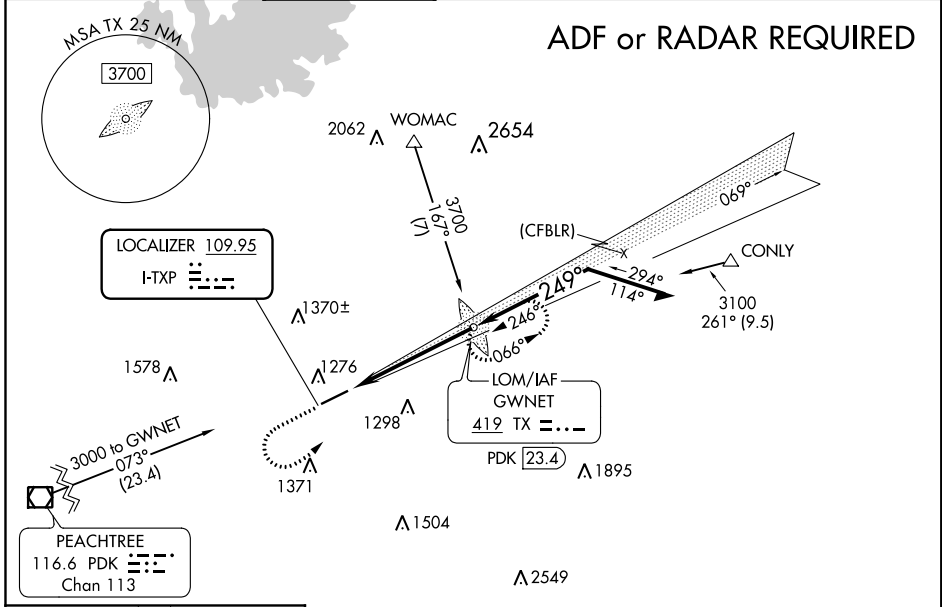 MSA TX 25 NM
3700
ADF or RADAR REQUIRED
2062
WOMAC
2654
3700
167°
(7)
069°
(CFBLR)
CONLY
LOCALIZER 109.95
I-TXP
249°
294°
114°
3100
261° (9.5)
1370±
246°
066°
1578
1276
LOM/IAF
GWNET
419 TX
1298
PDK 23.4
1895
3000 to GWNET
073°
(23.4)
1371
1504
PEACHTREE
116.6 PDK
Chan 113
2549